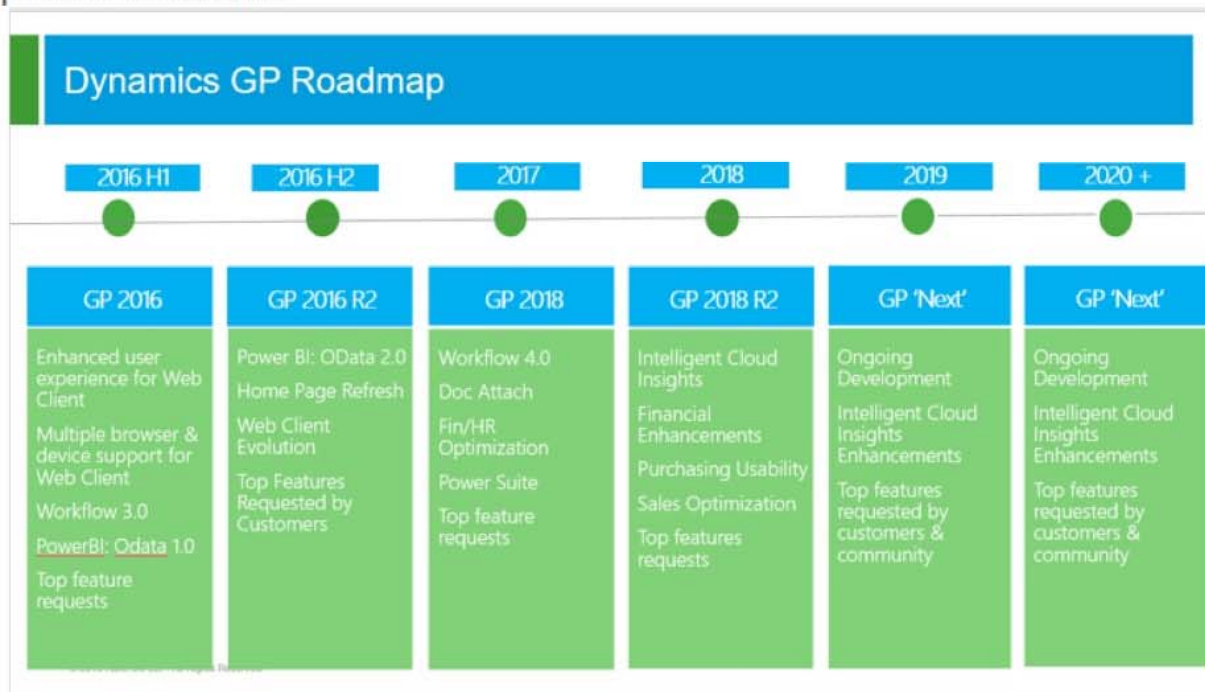 Dynamics GP Roadmap
2016 H1
2016 H2
2017
2018
2019
2020 +
GP 2016
Enhanced user
experience for Web
Client
Multiple browser &
device support for
Web Client
Workflow 3.0
PowerBI: Odata 1.0
Top feature
requests
GP 2016 R2
Power BI: OData 2.0
Home Page Refresh
Web Client
Evolution
Top Features
Requested by
Customers
GP 2018
Workflow 4.0
Doc Attach
Fin/HR
Optimization
Power Suite
Top feature
requests
GP 2018 R2
Intelligent Cloud
Insights
Financial
Enhancements
Purchasing Usability
Sales Optimization
Top features
requests
GP 'Next'
Ongoing
Development
Intelligent Cloud
Insights
Enhancements
Top features
requested by
customers &
community
GP 'Next'
Ongoing
Development
Intelligent Cloud
Insights
Enhancements
Top features
requested by
customers &
community